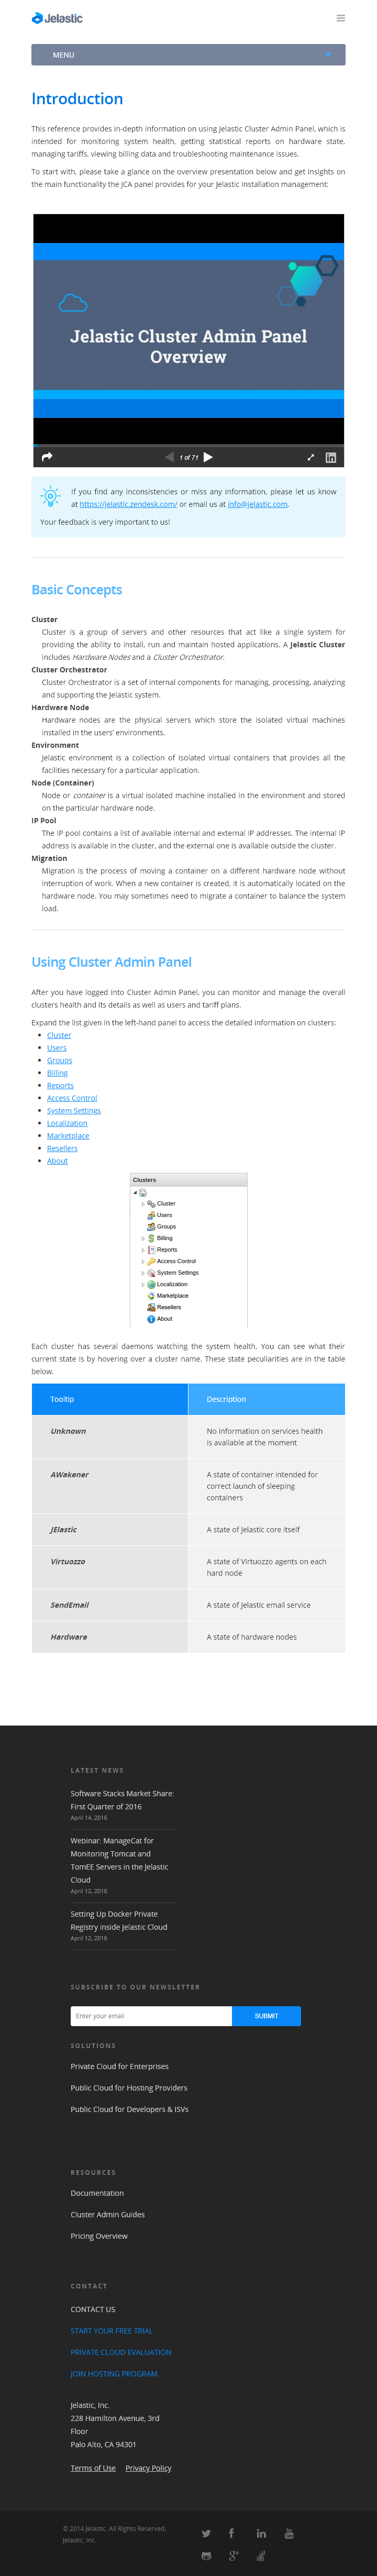 Jelastic
MENU
Introduction
This reference provides in-depth information on using Jelastic Cluster Admin Panel, which is
intended for monitoring system health, getting statistical reports on hardware state,
managing tariffs, viewing billing data and troubleshooting maintenance issues.
To start with, please take a glance on the overview presentation below and get insights on
the main functionality the JCA panel provides for your Jelastic installation management:
Jelastic Cluster Admin Panel
Overview
1 of 71
in
If you find any inconsistencies or miss any information, please let us know
at https://jelastic.zendesk.com/ or email us at info@jelastic.com.
Your feedback is very important to us!
Basic Concepts
Cluster
Cluster is a group of servers and other resources that act like a single system for
providing the ability to install, run and maintain hosted applications. A Jelastic Cluster
includes Hardware Nodes and a Cluster Orchestrator.
Cluster Orchestrator
Cluster Orchestrator is a set of internal components for managing, processing, analyzing
and supporting the Jelastic system.
Hardware Node
Hardware nodes are the physical servers which store the isolated virtual machines
installed in the users' environments.
Environment
Jelastic environment is a collection of isolated virtual containers that provides all the
facilities necessary for a particular application.
Node (Container)
Node or container is a virtual isolated machine installed in the environment and stored
on the particular hardware node.
IP Pool
The IP pool contains a list of available internal and external IP addresses. The internal IP
address is available in the cluster, and the external one is available outside the cluster.
Migration
Migration is the process of moving a container on a different hardware node without
interruption of work. When a new container is created, it is automatically located on the
hardware node. You may sometimes need to migrate a container to balance the system
load.
Using Cluster Admin Panel
After you have logged into Cluster Admin Panel, you can monitor and manage the overall
clusters health and its details as well as users and tariff plans.
Expand the list given in the left-hand panel to access the detailed information on clusters:
Cluster
Users
Groups
Billing
Reports
Access Control
System Settings
Localization
Marketplace
Resellers
About
Clusters
Cluster
Users
Groups
Billing
Reports
Access Control
System Settings
Localization
Marketplace
Resellers
About
Each cluster has several daemons watching the system health. You can see what their
current state is by hovering over a cluster name. These state peculiarities are in the table
below.
Tooltip Description
Unknown No information on services health
is available at the moment
AWakener A state of container intended for
correct launch of sleeping
containers
JElastic A state of Jelastic core itself
Virtuozzo A state of Virtuozzo agents on each
hard node
SendEmail A state of Jelastic email service
Hardware A state of hardware nodes
LATEST NEWS
Software Stacks Market Share:
First Quarter of 2016
April 14, 2016
Webinar: ManageCat for
Monitoring Tomcat and
TomEE Servers in the Jelastic
Cloud
April 12, 2016
Setting Up Docker Private
Registry inside Jelastic Cloud
April 12, 2016
SUBSCRIBE TO OUR NEWSLETTER
Enter your email SUBMIT
SOLUTIONS
Private Cloud for Enterprises
Public Cloud for Hosting Providers
Public Cloud for Developers & ISVs
RESOURCES
Documentation
Cluster Admin Guides
Pricing Overview
CONTACT
CONTACT US
START YOUR FREE TRIAL
PRIVATE CLOUD EVALUATION
JOIN HOSTING PROGRAM
Jelastic, Inc.
228 Hamilton Avenue, 3rd
Floor
Palo Alto, CA 94301
Terms of Use Privacy Policy
© 2014 Jelastic. All Rights Reserved,
Jelastic, Inc.